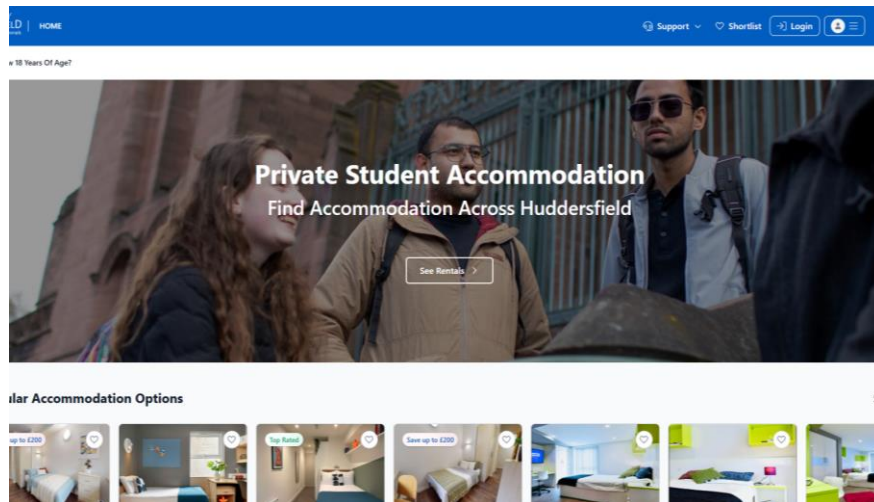 HOME
Support
Shortlist
Login
18 Years Of Age?
Private Student Accommodation
Find Accommodation Across Huddersfield
See Rentals
Accommodation Options
up to £200
Top Rated
Save up to £200